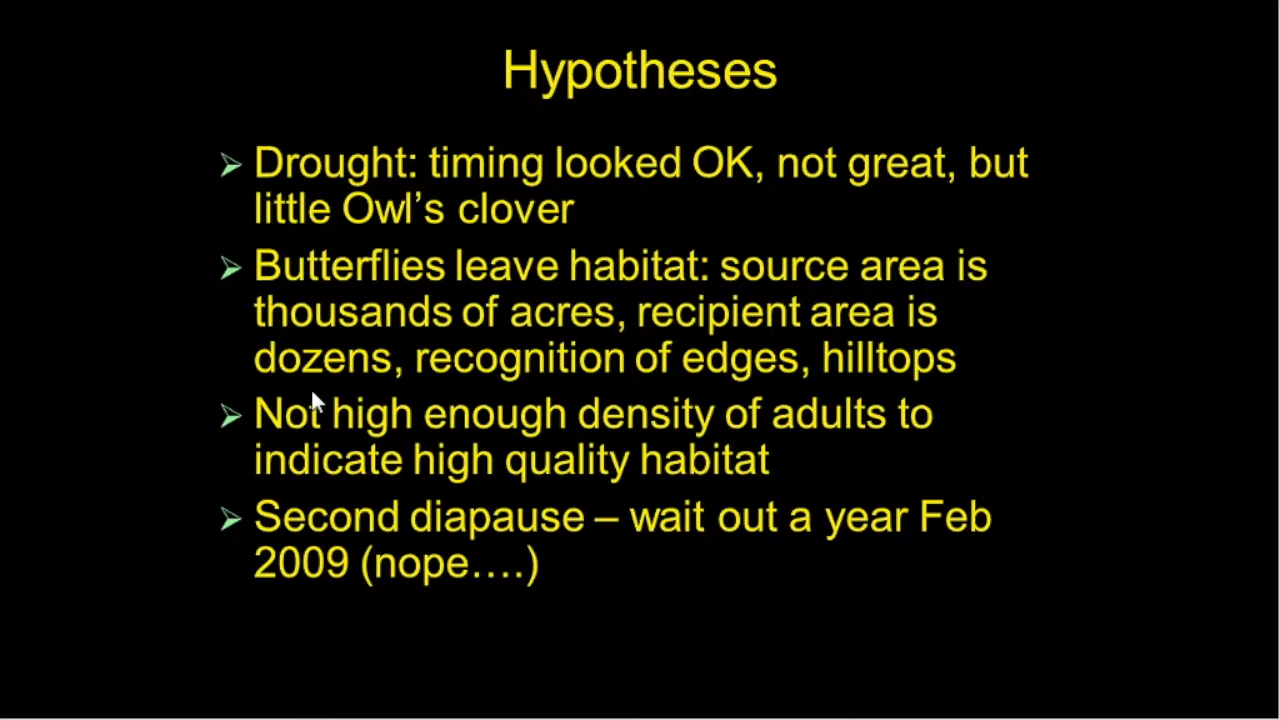 Hypotheses
Drought: timing looked OK, not great, but
little Owl’s clover
Butterflies leave habitat: source area is
thousands of acres, recipient area is
dozens, recognition of edges, hilltops
Not high enough density of adults to
indicate high quality habitat
Second diapause – wait out a year Feb
2009 (nope….)